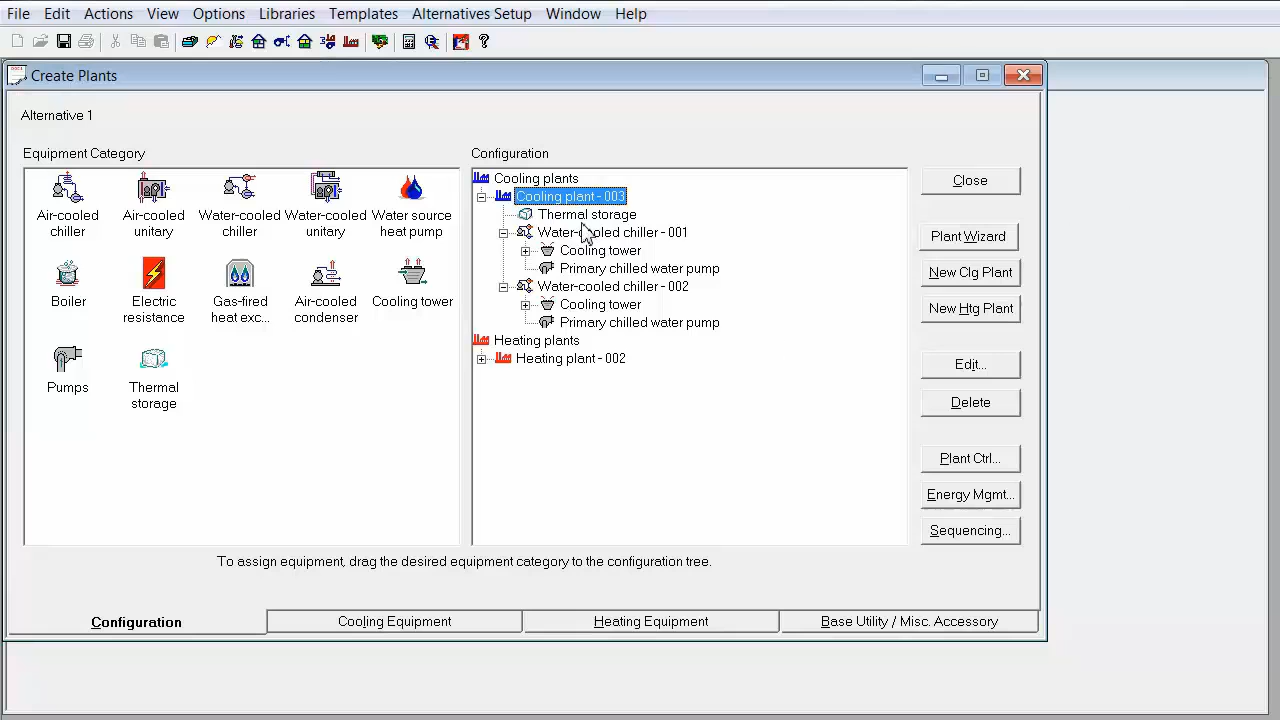 File Edit Actions View Options Libraries Templates Alternatives Setup Window Help
Create Plants
Alternative 1
Equipment Category
Configuration
Air-cooled chiller
Air-cooled unitary
Water-cooled chiller
Water-cooled unitary
Water source heat pump
Boiler
Electric resistance
Gas-fired heat exc...
Air-cooled condenser
Cooling tower
Pumps
Thermal storage
Cooling plants
Cooling plant - 003
Thermal storage
Water-cooled chiller - 001
Cooling tower
Primary chilled water pump
Water-cooled chiller - 002
Cooling tower
Primary chilled water pump
Heating plants
Heating plant - 002
Close
Plant Wizard
New Clg Plant
New Htg Plant
Edit...
Delete
Plant Ctrl...
Energy Mgmt...
Sequencing...
To assign equipment, drag the desired equipment category to the configuration tree.
Configuration
Cooling Equipment
Heating Equipment
Base Utility / Misc. Accessory